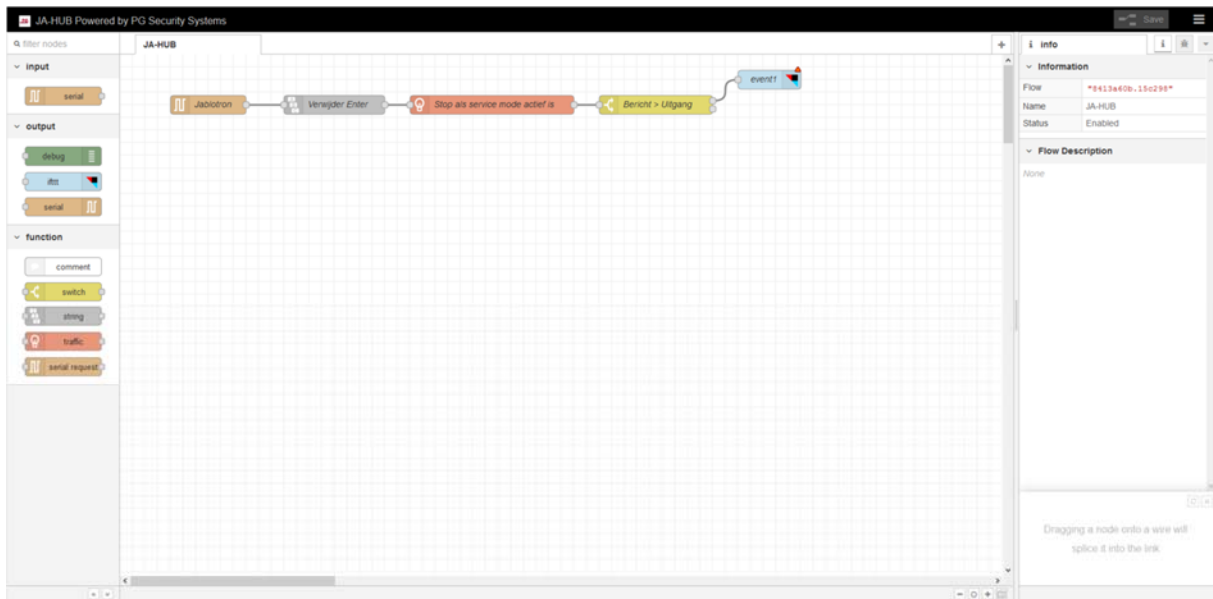 JA JA-HUB Powered by PG Security Systems
Save
filter nodes
JA-HUB
i info
i
input
serial
output
debug
ifttt
serial
function
comment
switch
string
traffic
serial request
Jablotron
Verwijder Enter
Stop als service mode actief is
Bericht > Uitgang
event1
Information
Flow "8413a60b.15c298"
Name JA-HUB
Status Enabled
Flow Description
None
Dragging a node onto a wire will
splice it into the link